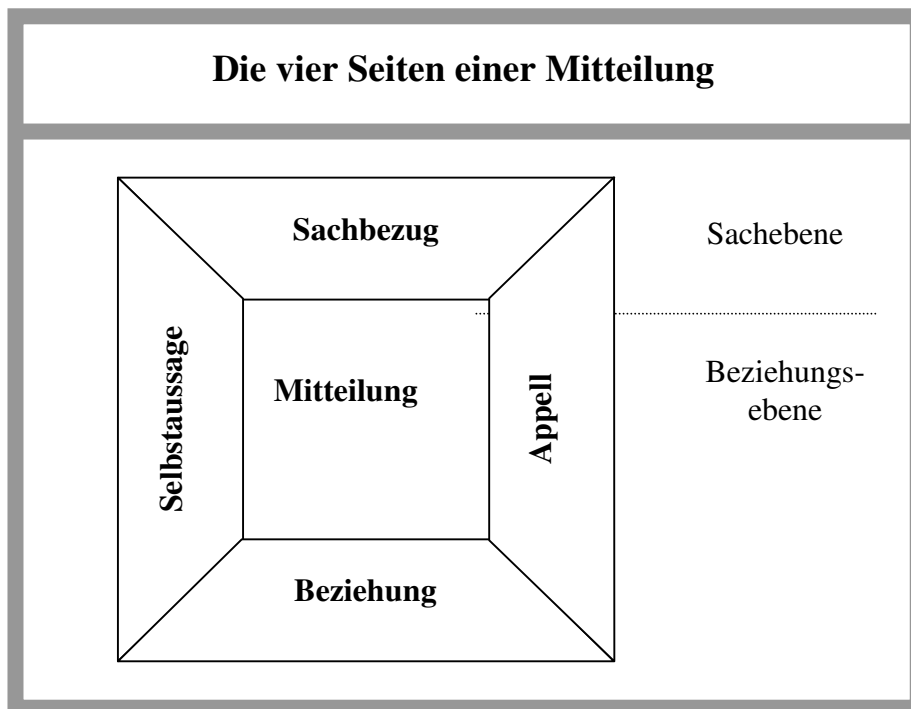 Die vier Seiten einer Mitteilung
Sachbezug
Sachebene
Selbstaussage
Mitteilung
Appell
Beziehungs-
ebene
Beziehung